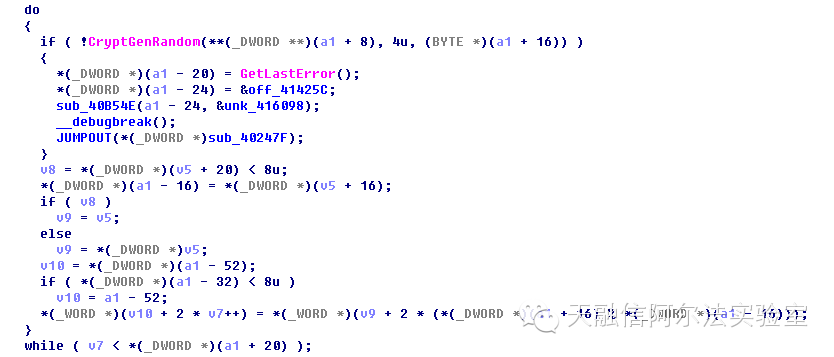 do
{
if ( !CryptGenRandom(**(_DWORD **)(a1 + 8), 4u, (BYTE *)(a1 + 16)) )
{
*(_DWORD *)(a1 - 20) = GetLastError();
*(_DWORD *)(a1 - 24) = &off_41425C;
sub_40B54E(a1 - 24, &unk_416098);
__debugbreak();
JUMPOUT(*(_DWORD *)sub_40247F);
}
v8 = *(_DWORD *)(v5 + 20) < 8u;
*(_DWORD *)(a1 - 16) = *(_DWORD *)(v5 + 16);
if ( v8 )
v9 = v5;
else
v9 = *(_DWORD *)v5;
v10 = *(_DWORD *)(a1 - 52);
if ( *(_DWORD *)(a1 - 32) < 8u )
v10 = a1 - 52;
*(_WORD *)(v10 + 2 * v7++) = *(_WORD *)(v9 + 2 * (*(_DWORD + 16) *(_DWORD *)(a1 - 16)));
}
while ( v7 < *(_DWORD *)(a1 + 20) );
天融信阿尔法实验室